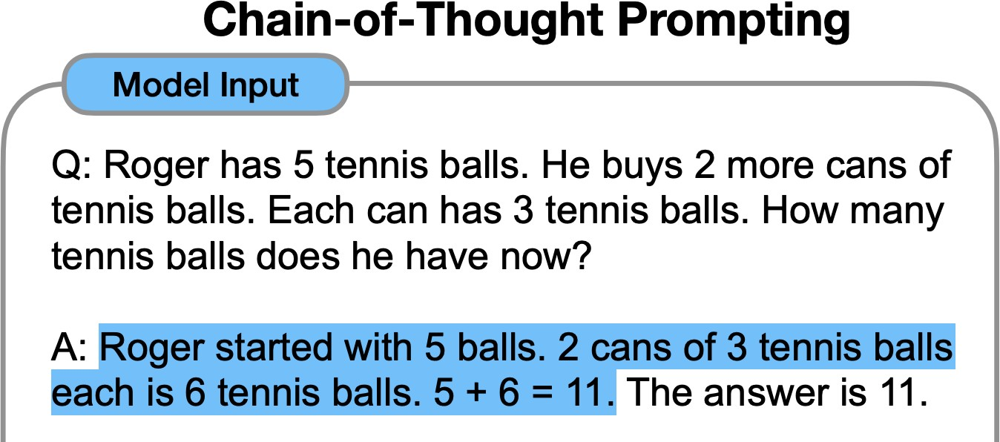 Chain-of-Thought Prompting
Model Input
Q: Roger has 5 tennis balls. He buys 2 more cans of
tennis balls. Each can has 3 tennis balls. How many
tennis balls does he have now?
A: Roger started with 5 balls. 2 cans of 3 tennis balls
each is 6 tennis balls. 5 + 6 = 11. The answer is 11.